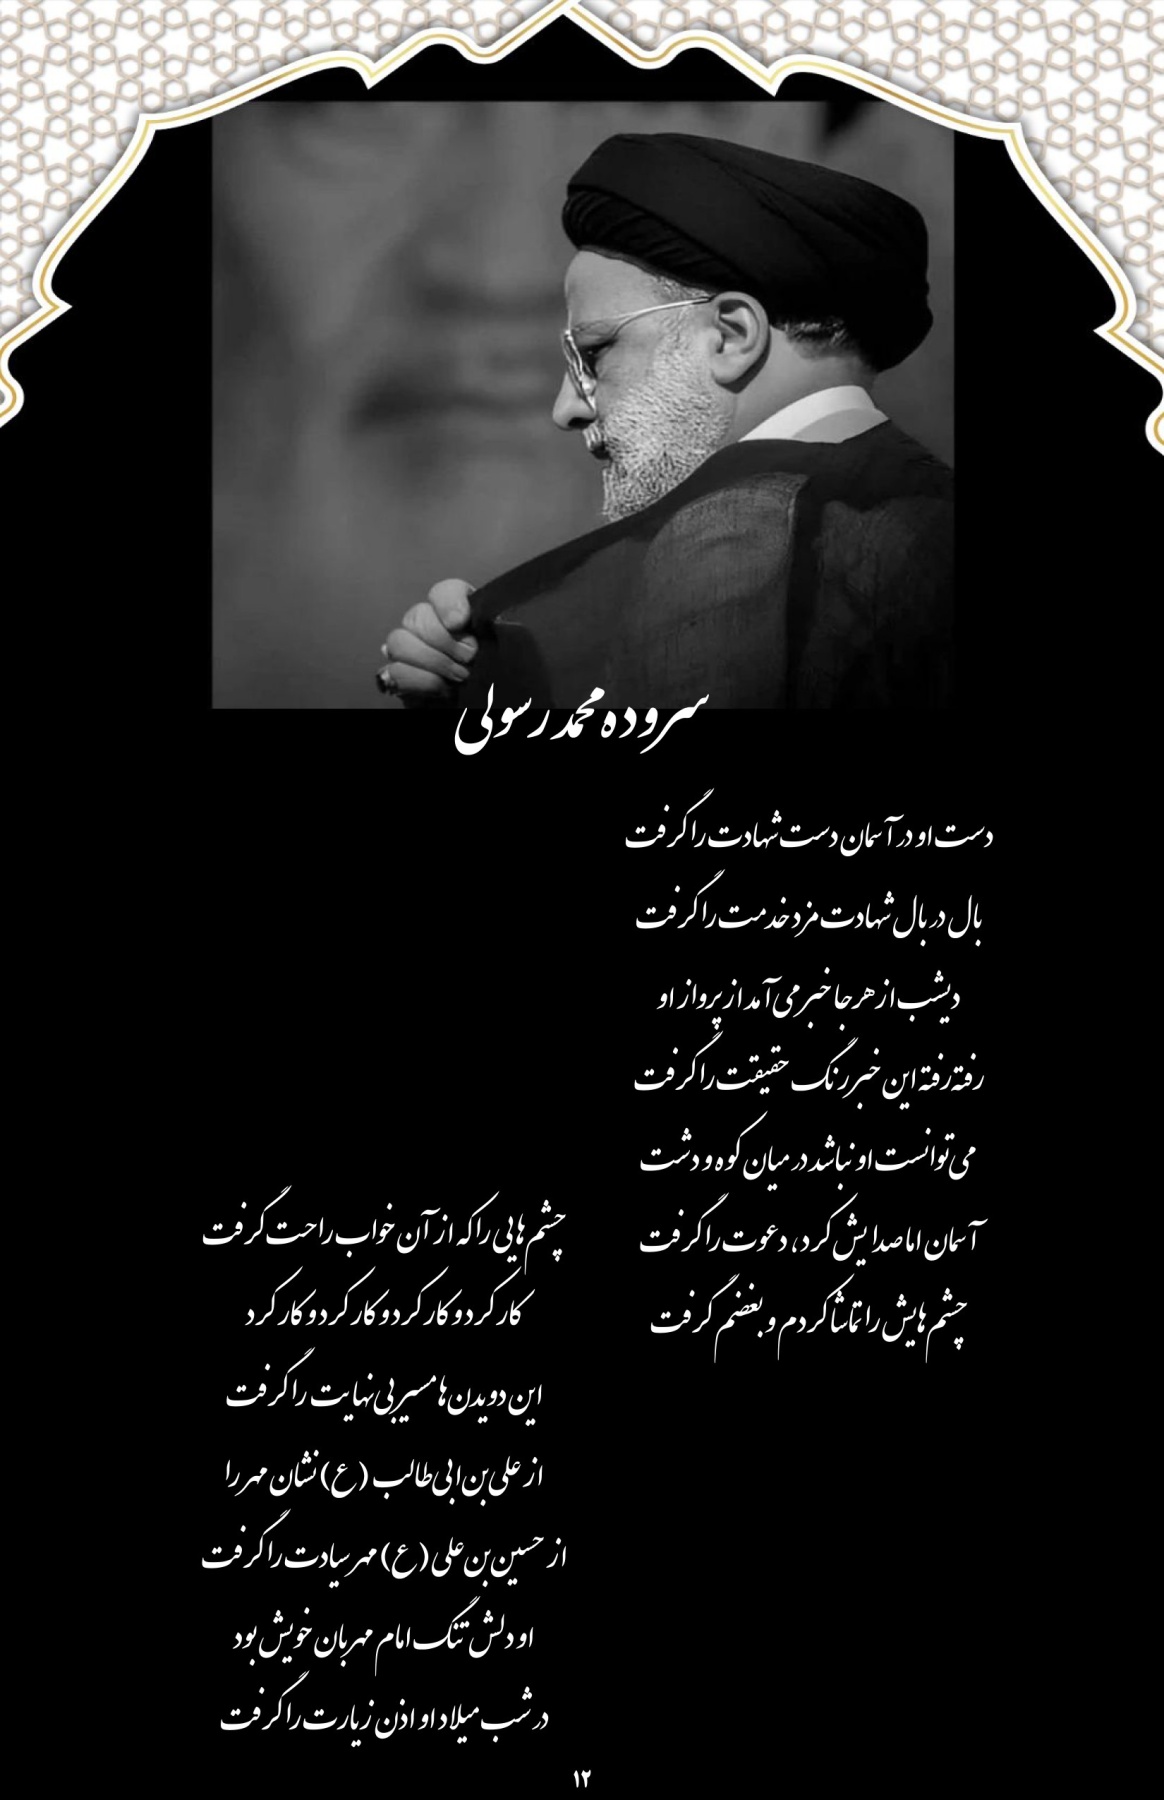 سروده محمد رسولی
دست او در آسمان دست شهادت را گرفت
بال در بال شهادت مزد خدمت را گرفت
دیشب از هر جا خبر می‌آمد از پرواز او
رفته رفته این خبر رنگ حقیقت را گرفت
می‌توانست او نباشد در میان کوه و دشت
آسمان اما صدایش کرد، دعوت را گرفت
چشم‌هایش را تماشا کردم و بغضم گرفت
چشم‌هایی را که از آن خواب راحت گرفت
کار کرد و کار کرد و کار کرد و کار کرد
این دویدن‌ها مسیر بی‌نهایت را گرفت
از علی بن ابی طالب (ع) نشان مهر را
از حسین بن علی (ع) مهر سیادت را گرفت
او دلش تنگ امام مهربان خویش بود
در شب میلاد او اذن زیارت را گرفت
۱۲